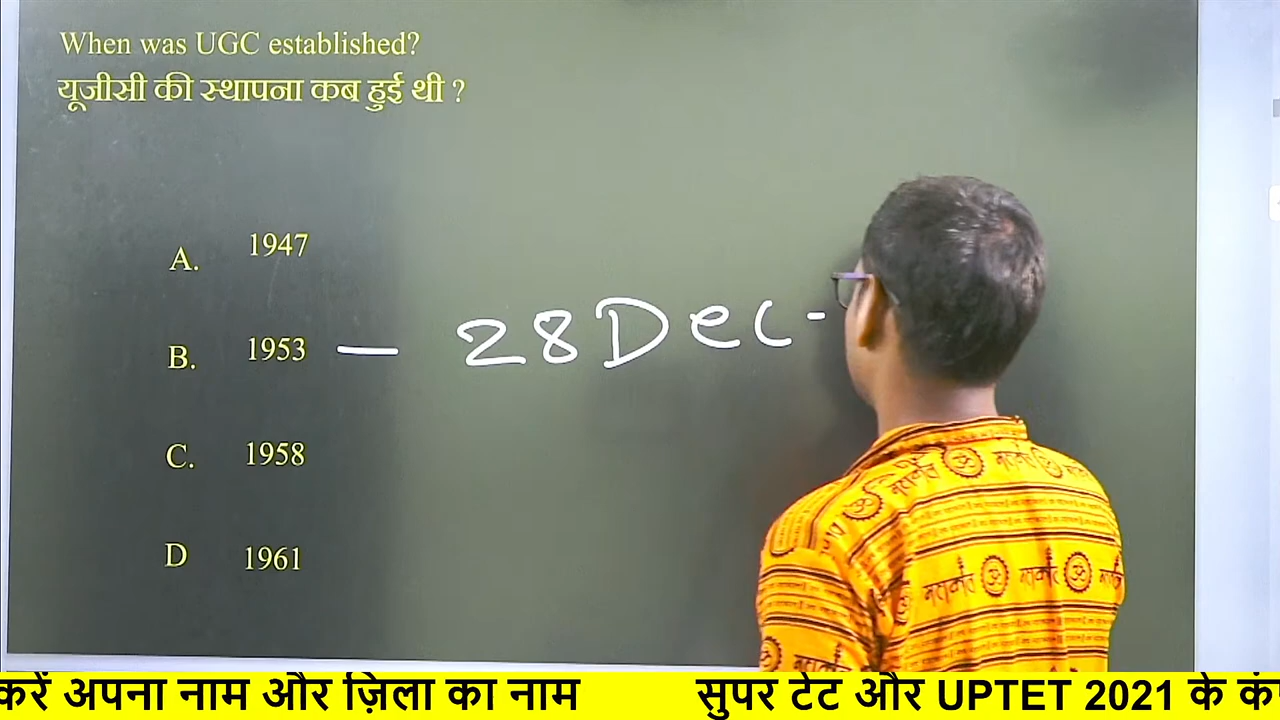 When was UGC established?
यूजीसी की स्थापना कब हुई थी ?
A. 1947
B. 1953 — 28 Dec -
C. 1958
D 1961
करें अपना नाम और ज़िला का नाम सुपर टेट और UPTET 2021 के